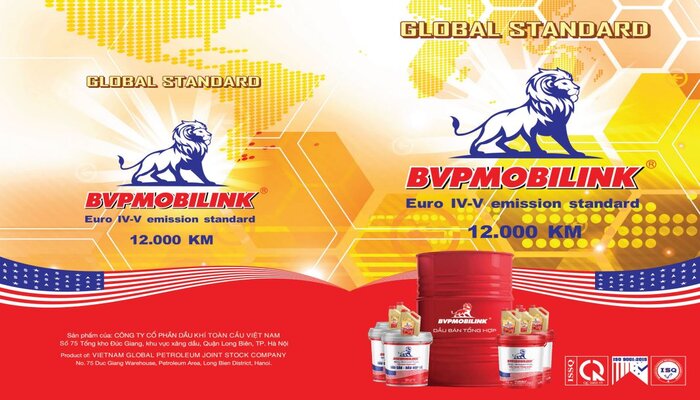 GLOBAL STANDARD
BVPMOBILINK®
Euro IV-V emission standard
12.000 KM
Sản phẩm của: CÔNG TY CỔ PHẦN DẦU KHÍ TOÀN CẦU VIỆT NAM
Số 75 Tổng kho Đức Giang, khu vực xăng dầu, Quận Long Biên, TP. Hà Nội
Product of: VIETNAM GLOBAL PETROLEUM JOINT STOCK COMPANY
No. 75 Duc Giang Warehouse, Petroleum Area, Long Bien District, Hanoi.
GLOBAL STANDARD
BVPMOBILINK®
Euro IV-V emission standard
12.000 KM
BVPMOBILINK
DẦU BÁN TỔNG HỢP
BVPMOBILINK
BVPMOBILINK
ISSQ
QR
ISO 9001:2015
ISQ